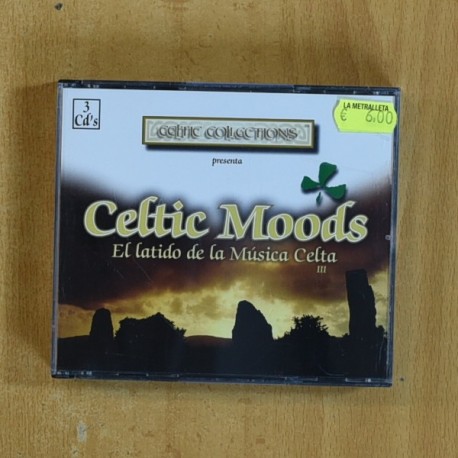 3
Cd's
LA METRALLETA
€ 6.00
CELTIC COLLECTIONS
presenta
Celtic Moods
El latido de la Música Celta
III